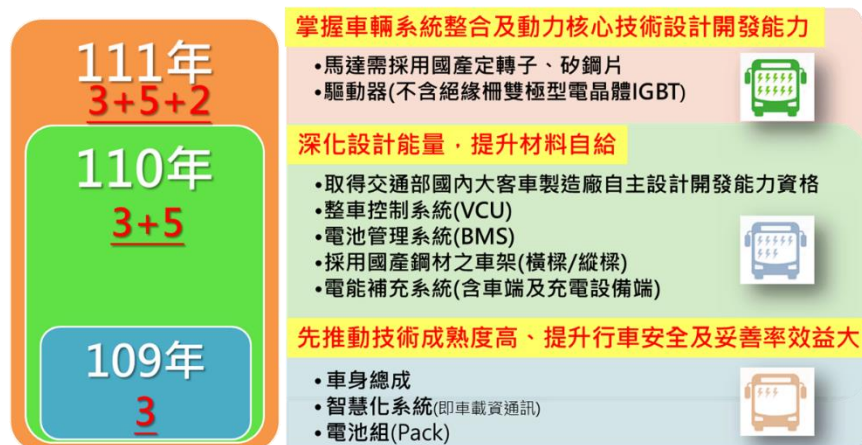 111年
3+5+2
掌握車輛系統整合及動力核心技術設計開發能力
•馬達需採用國產定轉子、矽鋼片
•驅動器(不含絕緣柵雙極型電晶體IGBT)
110年
3+5
深化設計能量，提升材料自給
•取得交通部國內大客車製造廠自主設計開發能力資格
•整車控制系統(VCU)
•電池管理系統(BMS)
•採用國產鋼材之車架(橫樑/縱樑)
•電能補充系統(含車端及充電設備端)
109年
3
先推動技術成熟度高、提升行車安全及妥善率效益大
•車身總成
•智慧化系統(即車載資通訊)
•電池組(Pack)